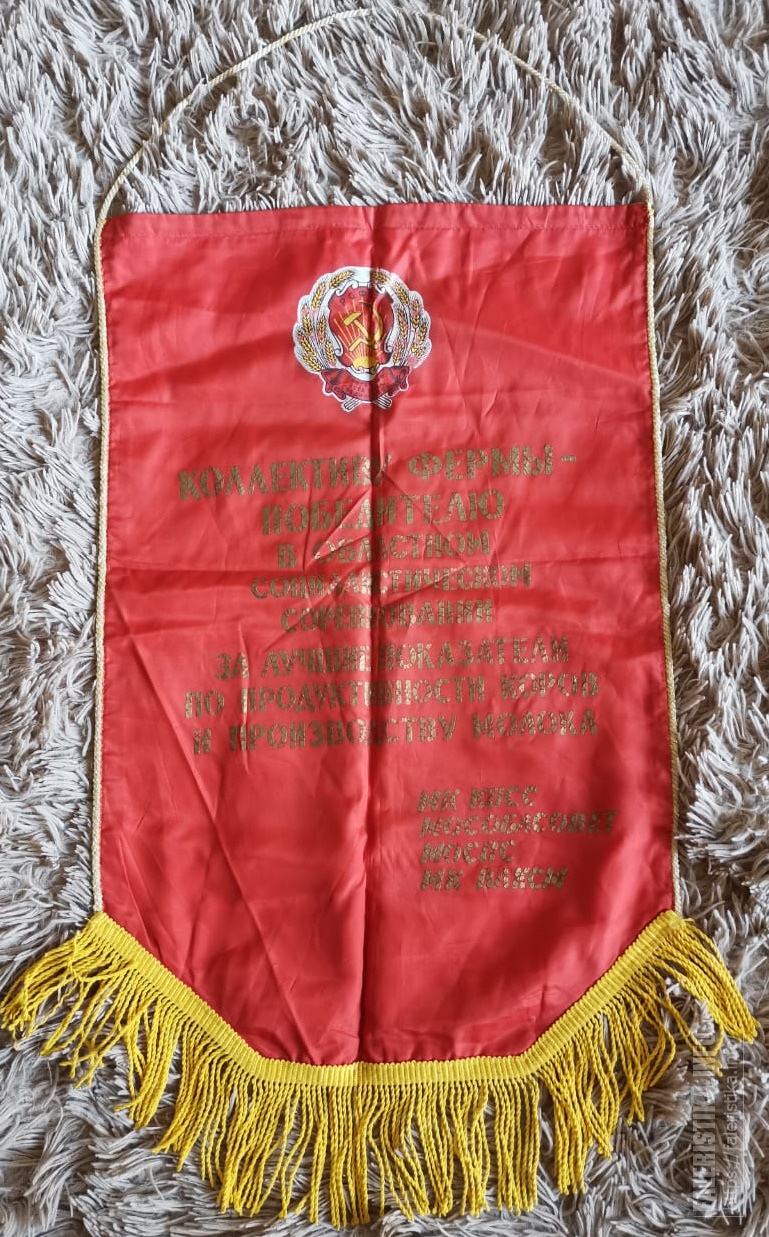 КОЛЛЕКТИВУ ФЕРМЫ-
ПОБЕДИТЕЛЮ
В ОБЛАСТНОМ
СОЦИАЛИСТИЧЕСКОМ
СОРЕВНОВАНИИ
ЗА ЛУЧШИЕ ПОКАЗАТЕЛИ
ПО ПРОДУКТИВНОСТИ КОРОВ
И ПРОИЗВОДСТВУ МОЛОКА
МК КПСС
МОСОБЛСОВЕТ
МОСПС
МК ВЛКСМ